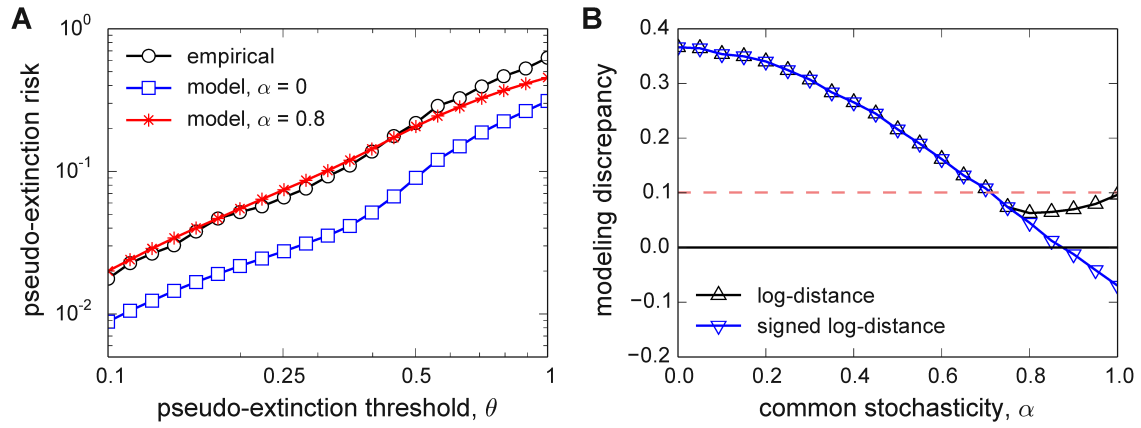 A
pseudo-extinction risk
10⁰
10⁻¹
10⁻²
empirical
model, α = 0
model, α = 0.8
0.1 0.25 0.5 1
pseudo-extinction threshold, θ
B
modeling discrepancy
0.4
0.3
0.2
0.1
0.0
−0.1
−0.2
log-distance
signed log-distance
0.0 0.2 0.4 0.6 0.8 1.0
common stochasticity, α